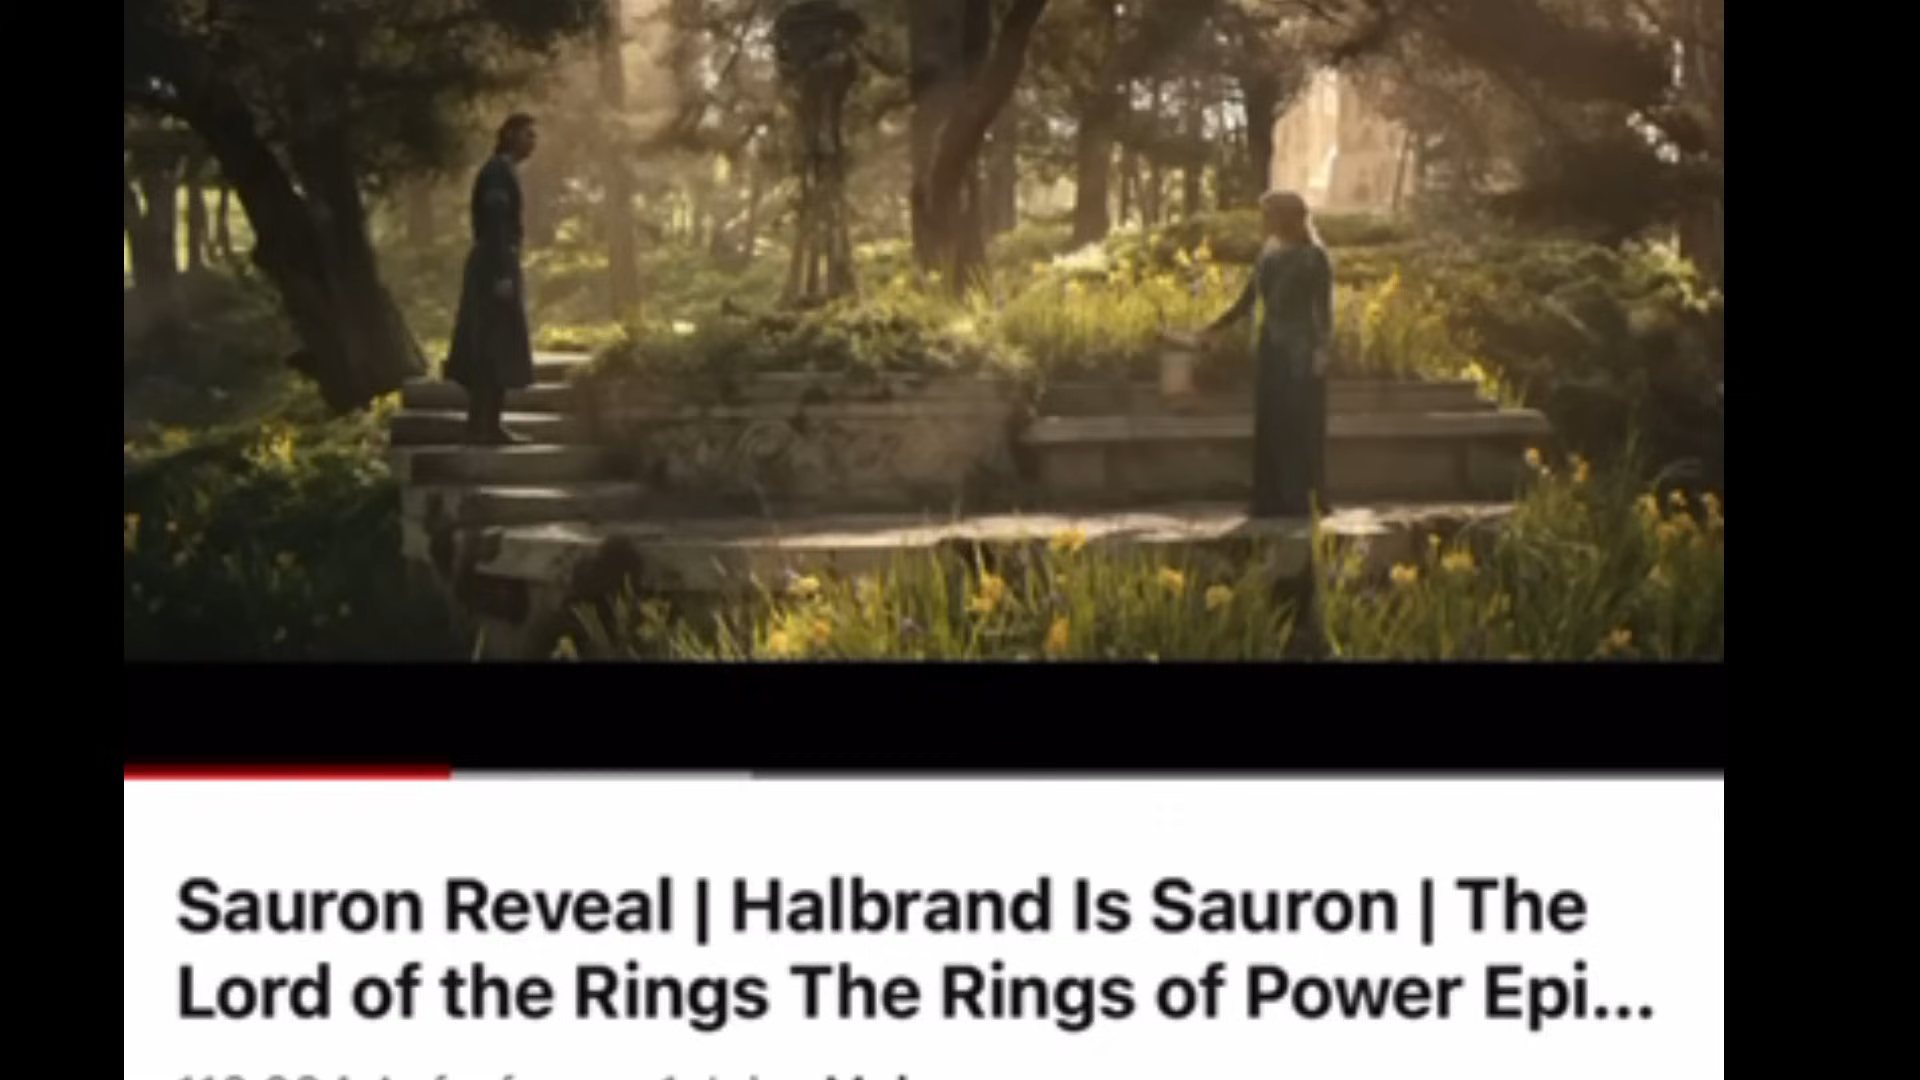 Sauron Reveal | Halbrand Is Sauron | The
Lord of the Rings The Rings of Power Epi...